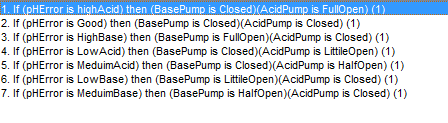 1. If (pHError is highAcid) then (BasePump is Closed)(AcidPump is FullOpen) (1)
2. If (pHError is Good) then (BasePump is Closed)(AcidPump is Closed) (1)
3. If (pHError is HighBase) then (BasePump is FullOpen)(AcidPump is Closed) (1)
4. If (pHError is LowAcid) then (BasePump is Closed)(AcidPump is LittileOpen) (1)
5. If (pHError is MeduimAcid) then (BasePump is Closed)(AcidPump is HalfOpen) (1)
6. If (pHError is LowBase) then (BasePump is LittileOpen)(AcidPump is Closed) (1)
7. If (pHError is MeduimBase) then (BasePump is HalfOpen)(AcidPump is Closed) (1)